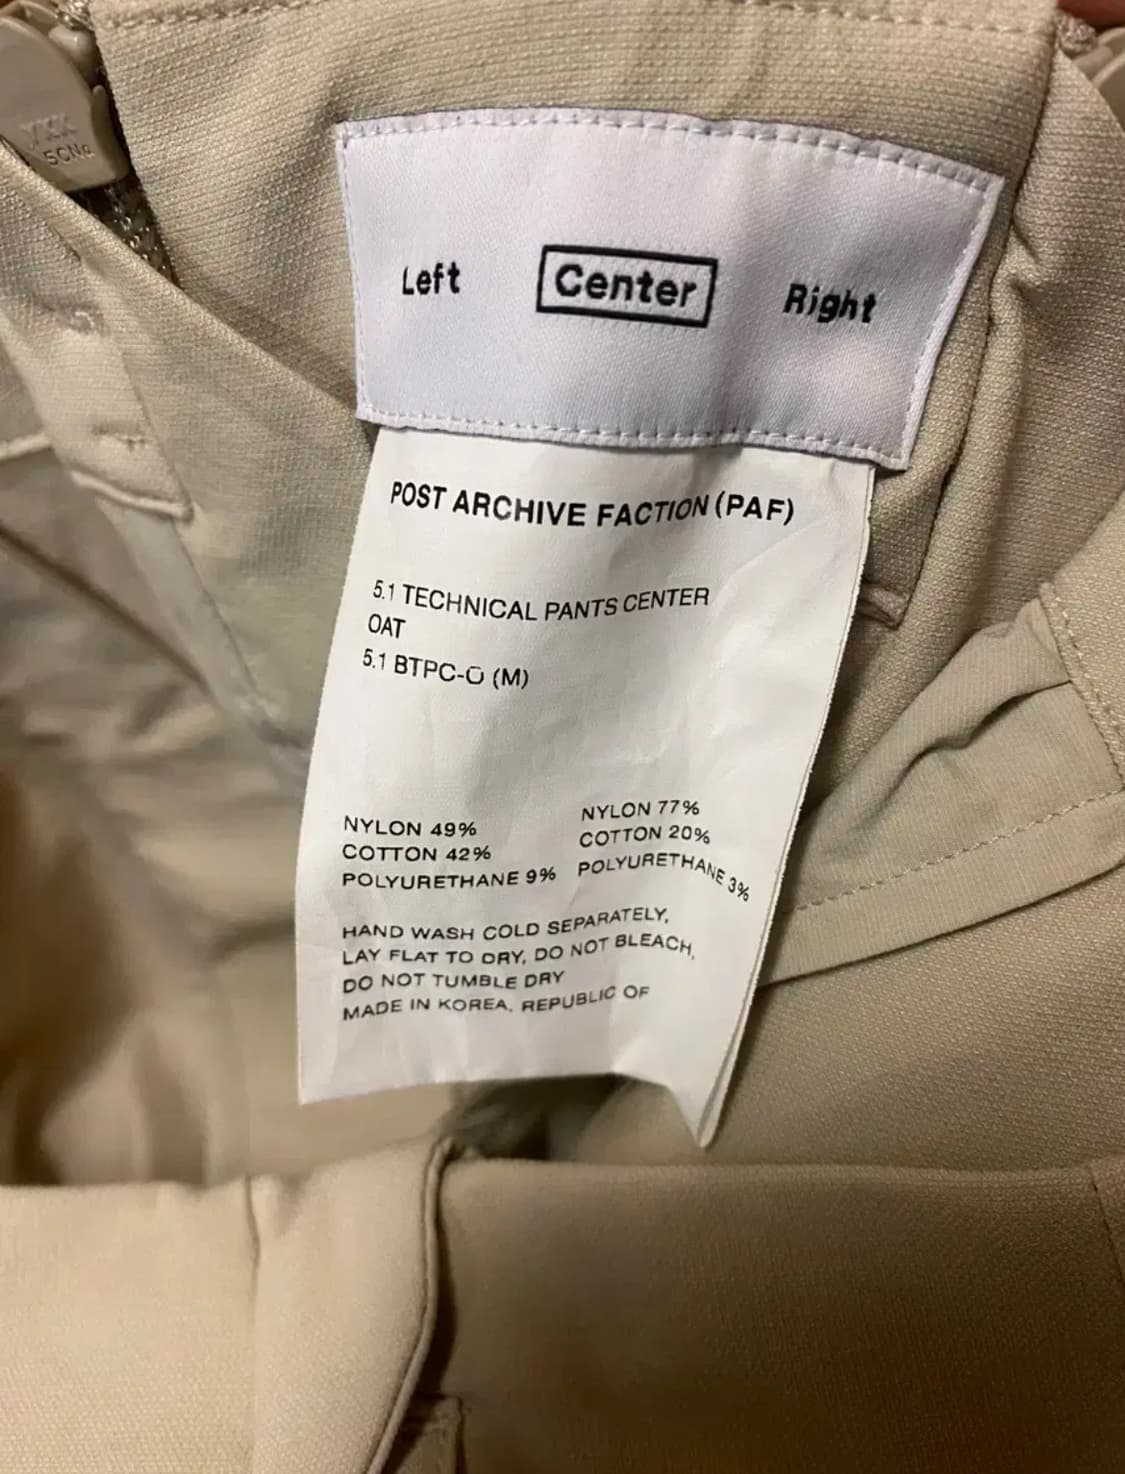 YKK
5CNα
Left Center Right
POST ARCHIVE FACTION (PAF)
5.1 TECHNICAL PANTS CENTER
OAT
5.1 BTPC-O (M)
NYLON 49%
COTTON 42%
POLYURETHANE 9%
NYLON 77%
COTTON 20%
POLYURETHANE 3%
HAND WASH COLD SEPARATELY,
LAY FLAT TO DRY, DO NOT BLEACH,
DO NOT TUMBLE DRY
MADE IN KOREA, REPUBLIC OF